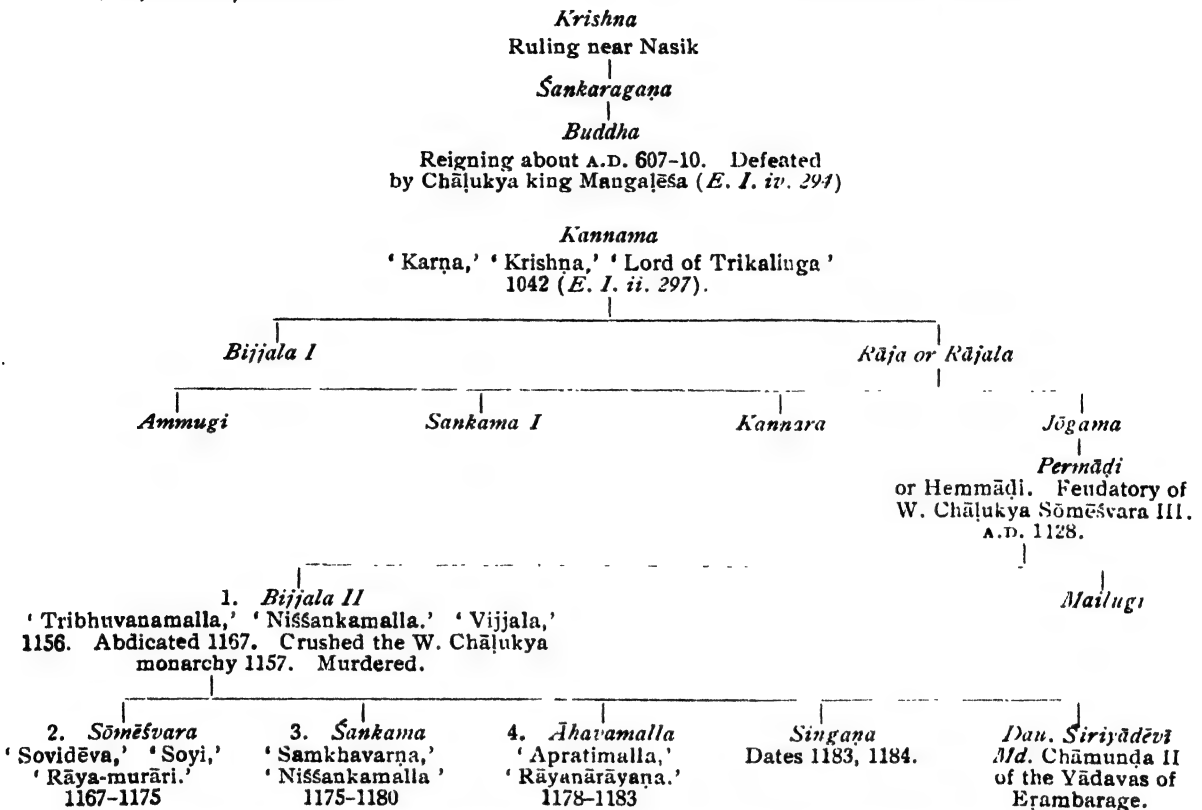 Krishna
Ruling near Nasik
Śankaragaṇa
Buddha
Reigning about A.D. 607-10. Defeated
by Chāḷukya king Mangaḷēśa (E. I. iv. 294)
Kannama
‘ Karṇa,’ ‘ Krishṇa,’ ‘ Lord of Trikalinga ’
1042 (E. I. ii. 297).
Bijjala I
Rāja or Rājala
Ammugi
Sankama I
Kannara
Jōgama
Permāḍi
or Hemmāḍi. Feudatory of
W. Chāḷukya Sōmēśvara III.
A.D. 1128.
1. Bijjala II
Mailugi
‘ Tribhuvanamalla,’ ‘ Niśśankamalla.’ ‘ Vijjala,’
1156. Abdicated 1167. Crushed the W. Chāḷukya
monarchy 1157. Murdered.
2. Sōmēśvara
‘ Sovidēva,’ ‘ Soyi,’
‘ Rāya-murāri.’
1167-1175
3. Śankama
‘ Samkhavarṇa,’
‘ Niśśankamalla ’
1175-1180
4. Āhavamalla
‘ Apratimalla,’
‘ Rāyanārāyaṇa.’
1178-1183
Singaṇa
Dates 1183, 1184.
Dau. Siriyādēvī
Md. Chāmunda II
of the Yādavas of
Eṟambarage.